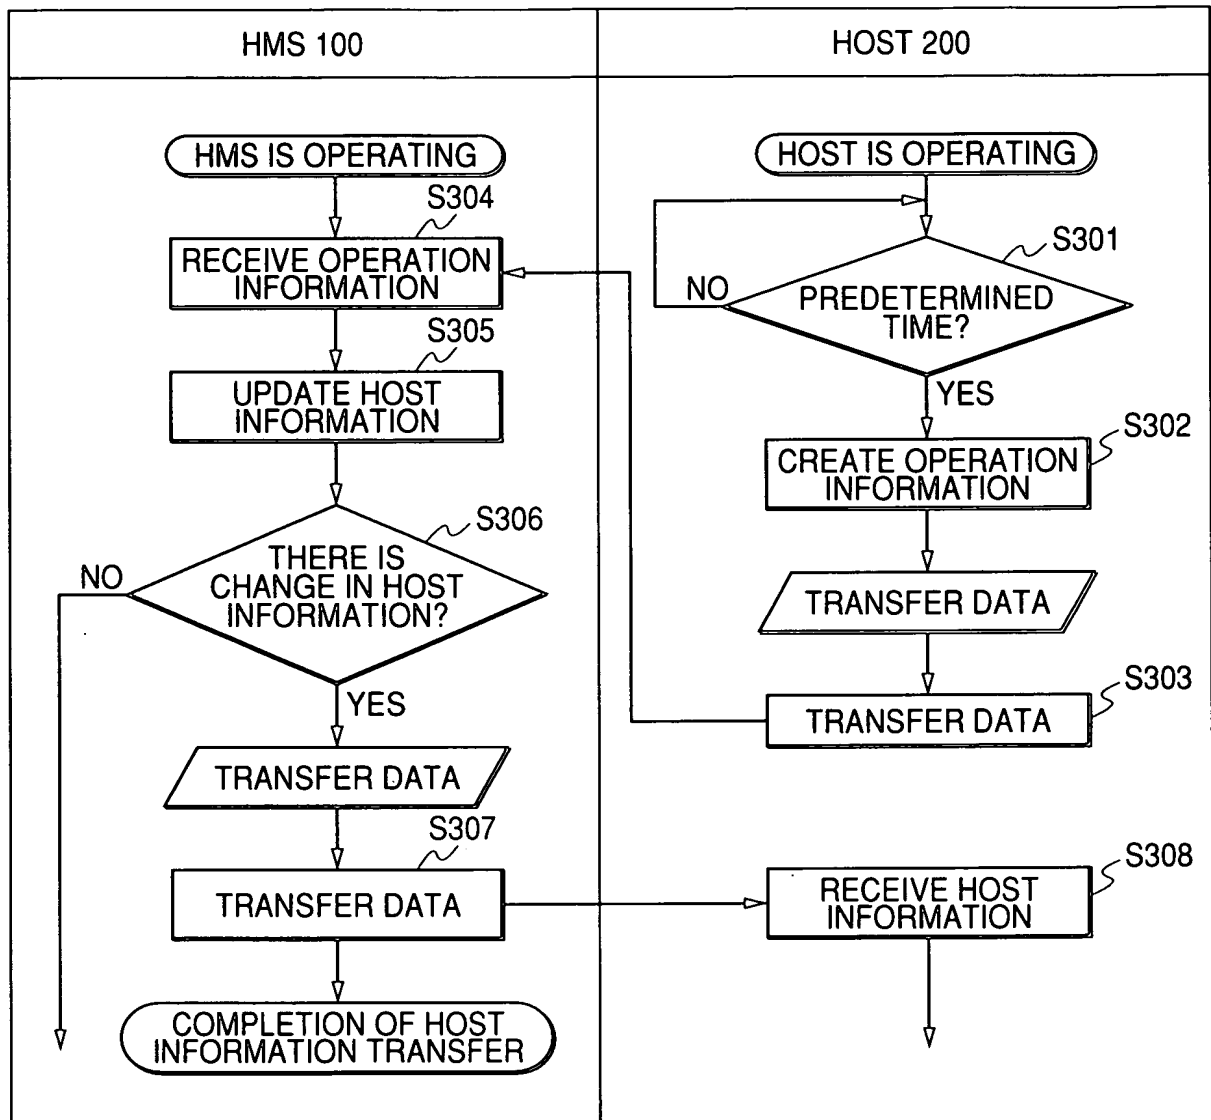 HMS 100
HOST 200
HMS IS OPERATING
S304
RECEIVE OPERATION
INFORMATION
S305
UPDATE HOST
INFORMATION
S306
THERE IS
CHANGE IN HOST
INFORMATION?
NO
YES
TRANSFER DATA
S307
TRANSFER DATA
COMPLETION OF HOST
INFORMATION TRANSFER
HOST IS OPERATING
S301
PREDETERMINED
TIME?
NO
YES
S302
CREATE OPERATION
INFORMATION
TRANSFER DATA
S303
TRANSFER DATA
S308
RECEIVE HOST
INFORMATION